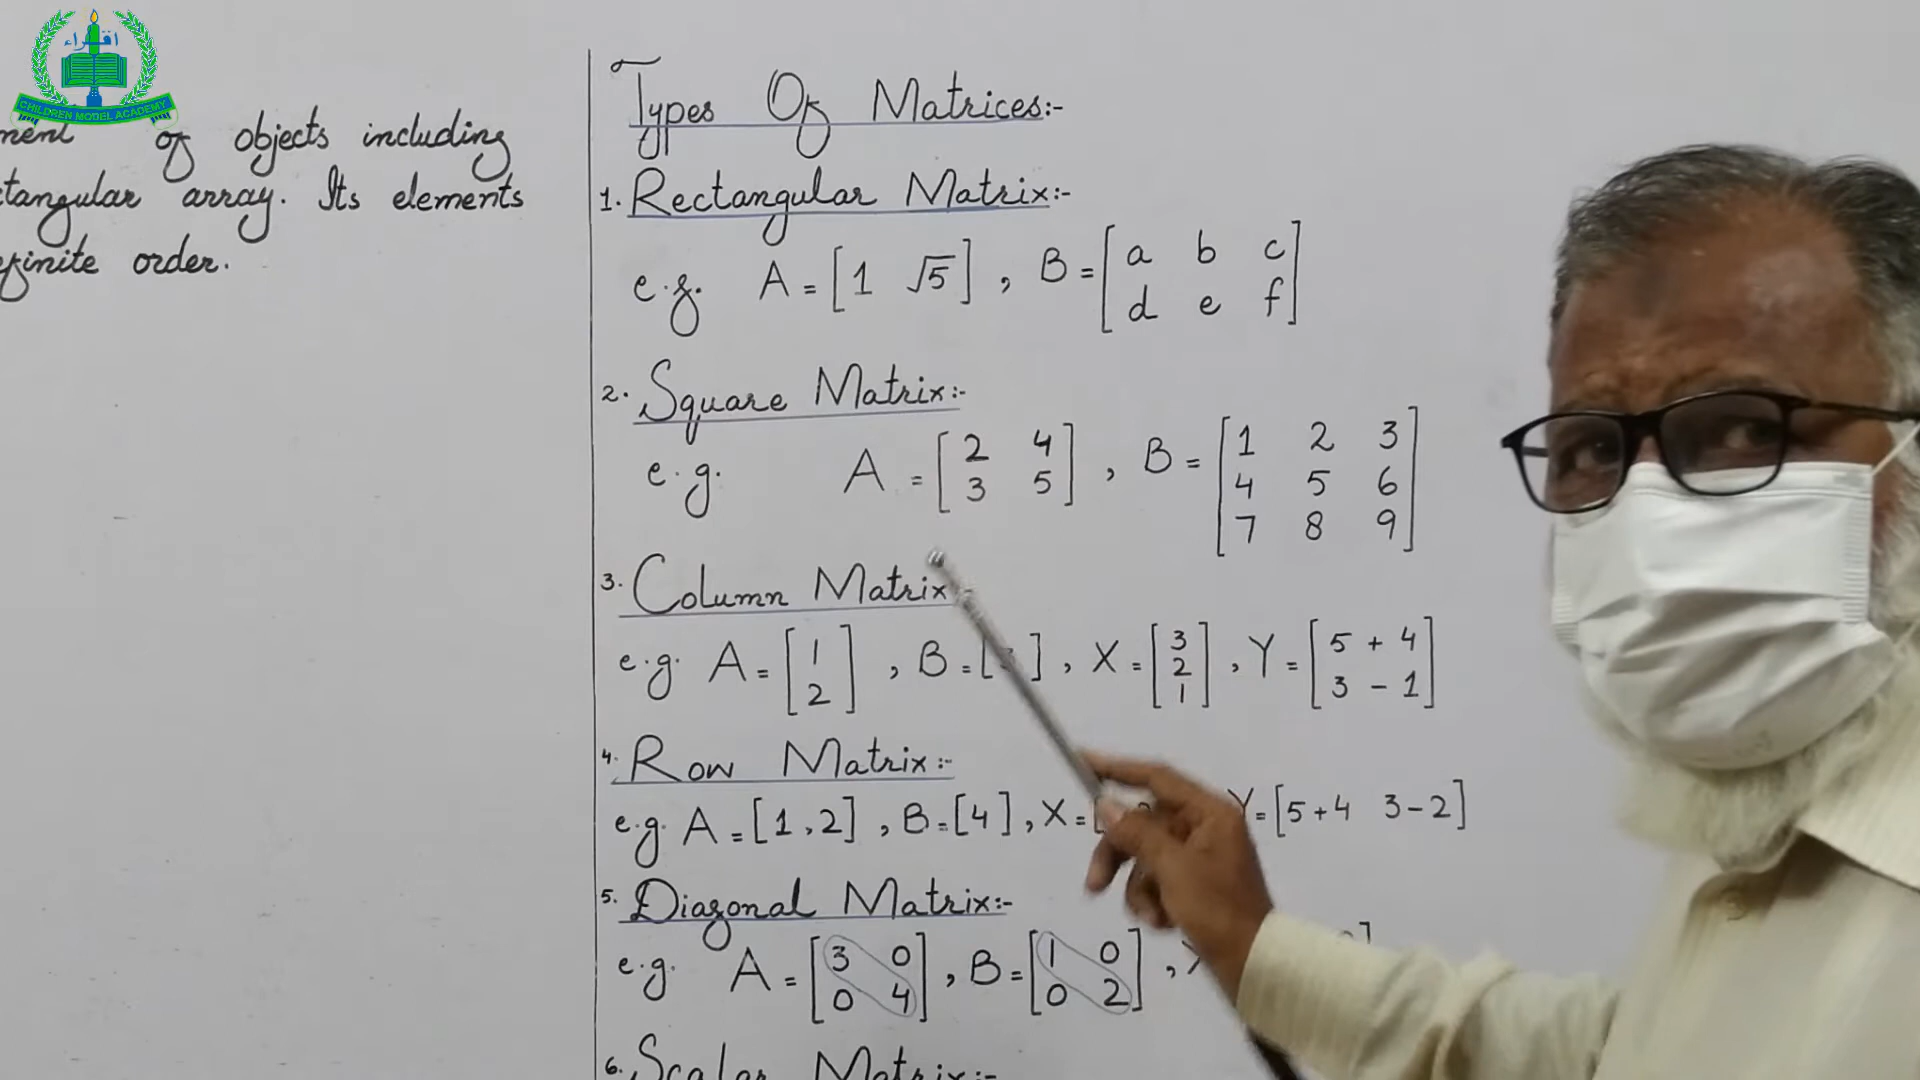 اقراء
CHILDREN MODEL ACADEMY
of objects including
array. Its elements
order.
Types Of Matrices:-
1. Rectangular Matrix:-
e.g. A = [1 √5] , B = [a b c
d e f]
2. Square Matrix:-
e.g. A = [2 4
3 5] , B = [1 2 3
4 5 6
7 8 9]
3. Column Matrix:-
e.g. A = [1
2] , B = [ ] , X = [3
2
1] , Y = [5 + 4
3 - 1]
4. Row Matrix:-
e.g. A = [1,2] , B = [4] , X = [ Y = [5+4 3-2]
5. Diagonal Matrix:-
e.g. A = [3 0
0 4] , B = [1 0
0 2] ,
6. Scalar Matrix:-